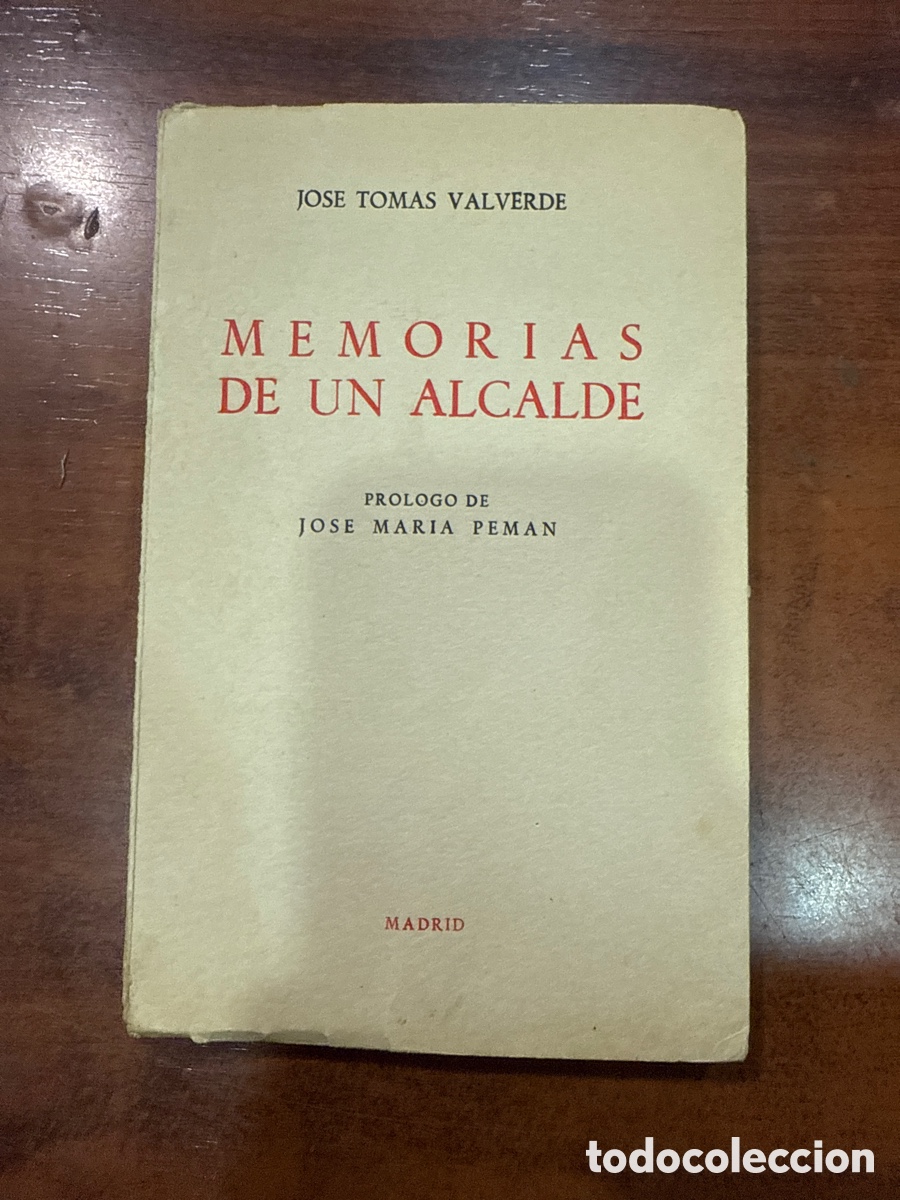 JOSE TOMAS VALVERDE
MEMORIAS
DE UN ALCALDE
PROLOGO DE
JOSE MARIA PEMAN
MADRID
todocoleccion